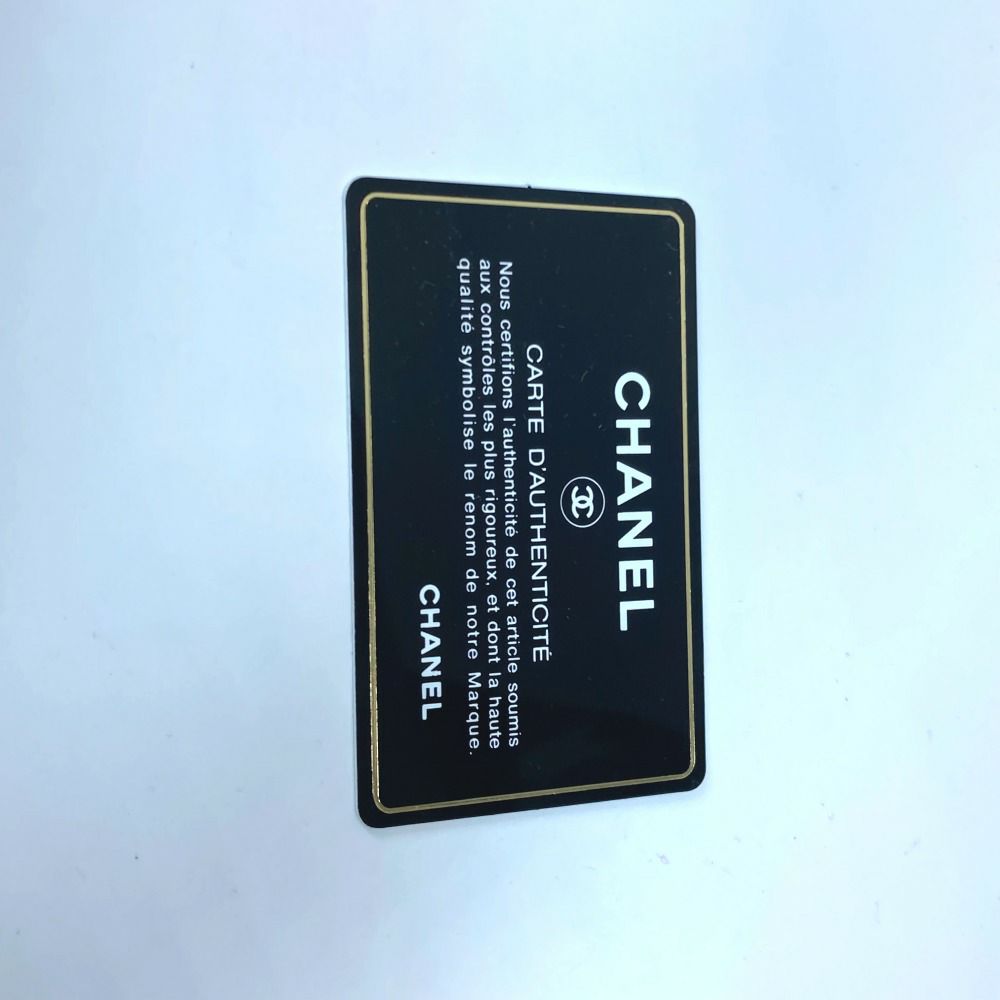 CHANEL
CARTE D'AUTHENTICITÉ
Nous certifions l'authenticité de cet article soumis
aux contrôles les plus rigoureux, et dont la haute
qualité symbolise le renom de notre Marque.
CHANEL